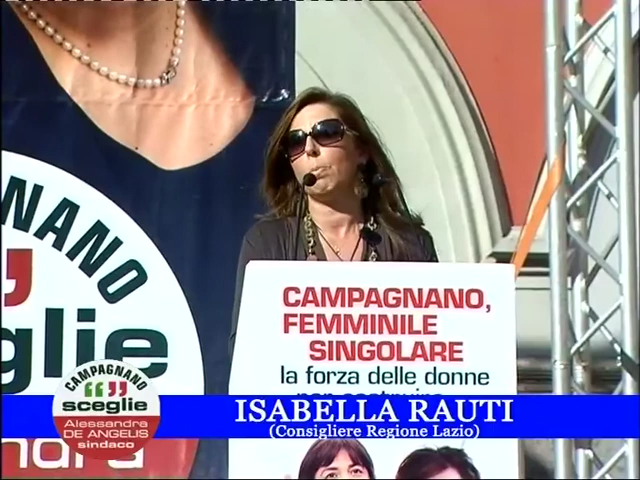 CAMPAGNANO,
FEMMINILE
SINGOLARE
la forza delle donne
NANO
glie
CAMPAGNANO
sceglie
Alessandra
DE ANGELIS
sindaco
ndra
ISABELLA RAUTI
(Consigliere Regione Lazio)